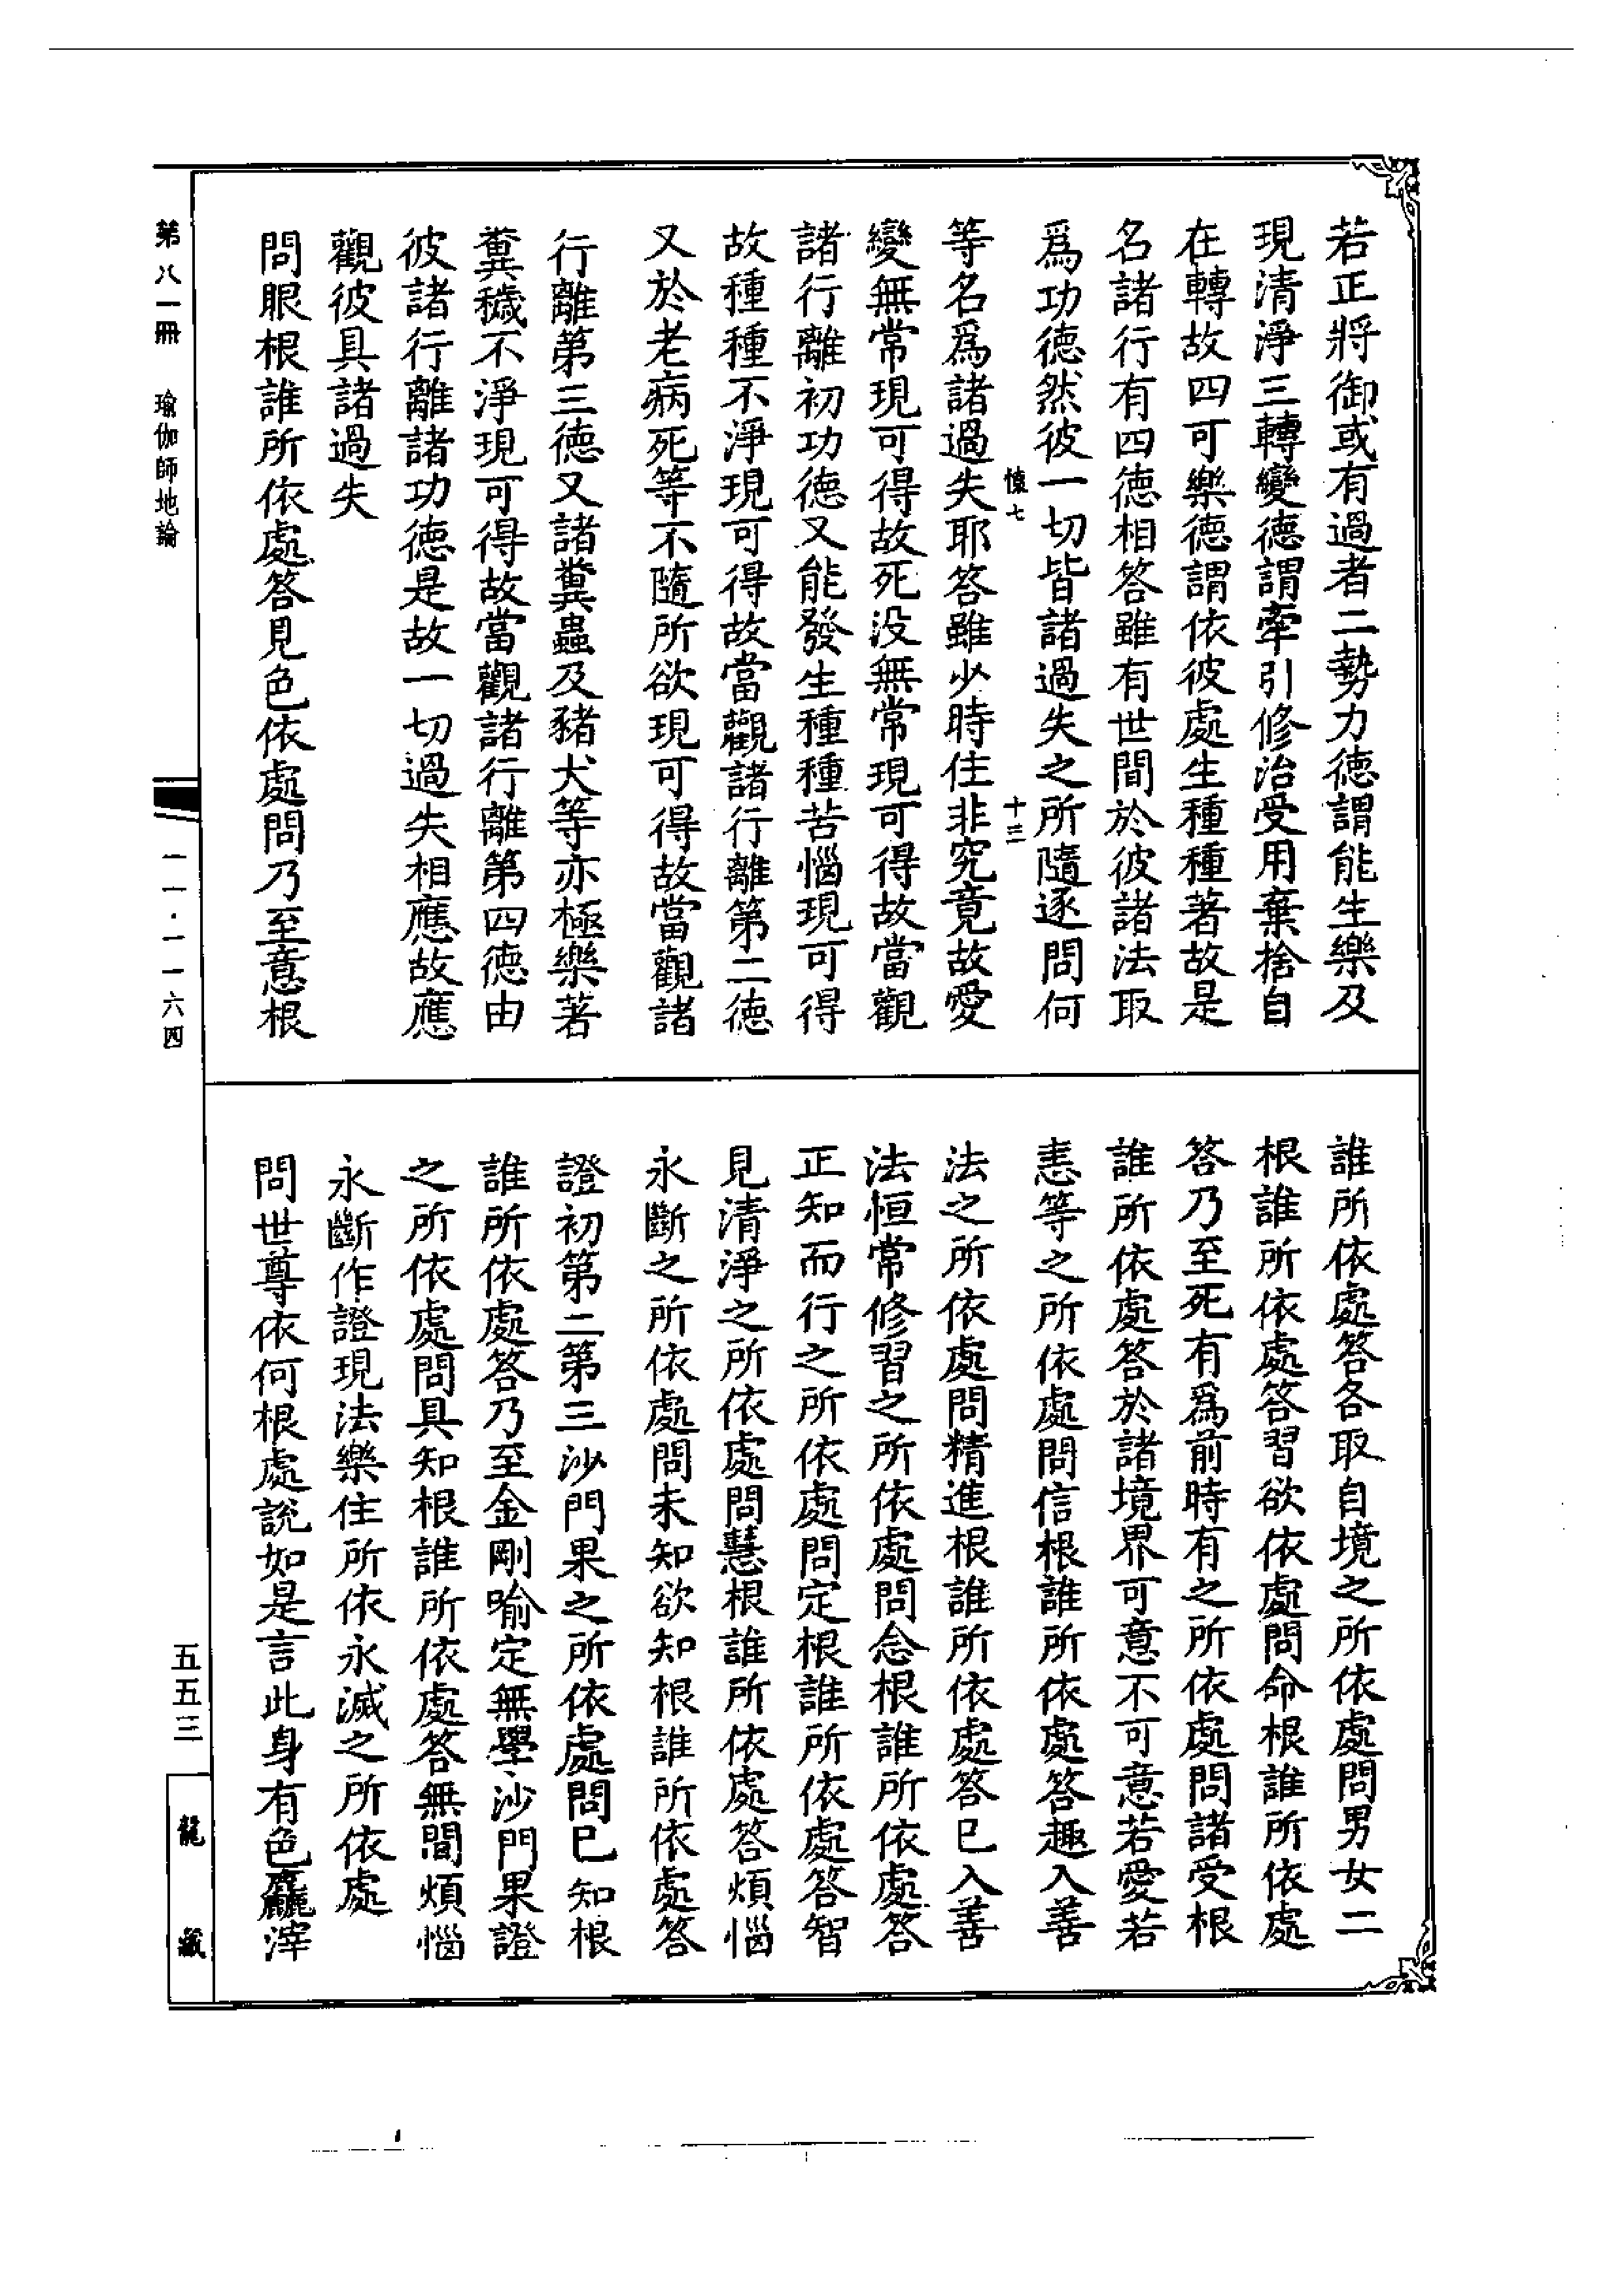 若正將御或有過者二勢力德謂能生樂及
現清淨三轉變德謂牽引修治受用棄捨自
在轉故四可樂德謂依彼處生種種著故是
名諸行有四德相答雖有世間於彼諸法取
爲功德然彼一切皆諸過失之所隨逐問何
懷七 十三
等名爲諸過失耶答雖少時住非究竟故愛
變無常現可得故死没無常現可得故當觀
諸行離初功德又能發生種種苦惱現可得
故種種不淨現可得故當觀諸行離第二德
又於老病死等不隨所欲現可得故當觀諸
行離第三德又諸糞蟲及豬犬等亦極樂著
糞穢不淨現可得故當觀諸行離第四德由
彼諸行離諸功德是故一切過失相應故應
觀彼具諸過失
問眼根誰所依處答見色依處問乃至意根
誰所依處答各取自境之所依處問男女二
根誰所依處答習欲依處問命根誰所依處
答乃至死有爲前時有之所依處問諸受根
誰所依處答於諸境界可意不可意若愛若
恚等之所依處問信根誰所依處答趣入善
法之所依處問精進根誰所依處答已入善
法恒常修習之所依處問念根誰所依處答
正知而行之所依處問定根誰所依處答智
見清淨之所依處問慧根誰所依處答煩惱
永斷之所依處問未知欲知根誰所依處答
證初第二第三沙門果之所依處問已知根
誰所依處答乃至金剛喻定無學沙門果證
之所依處問具知根誰所依處答無間煩惱
永斷作證現法樂住所依永滅之所依處
問世尊依何根處說如是言此身有色麤滓
第八一冊 瑜伽師地論
一一·一一六四
五五三
龍藏